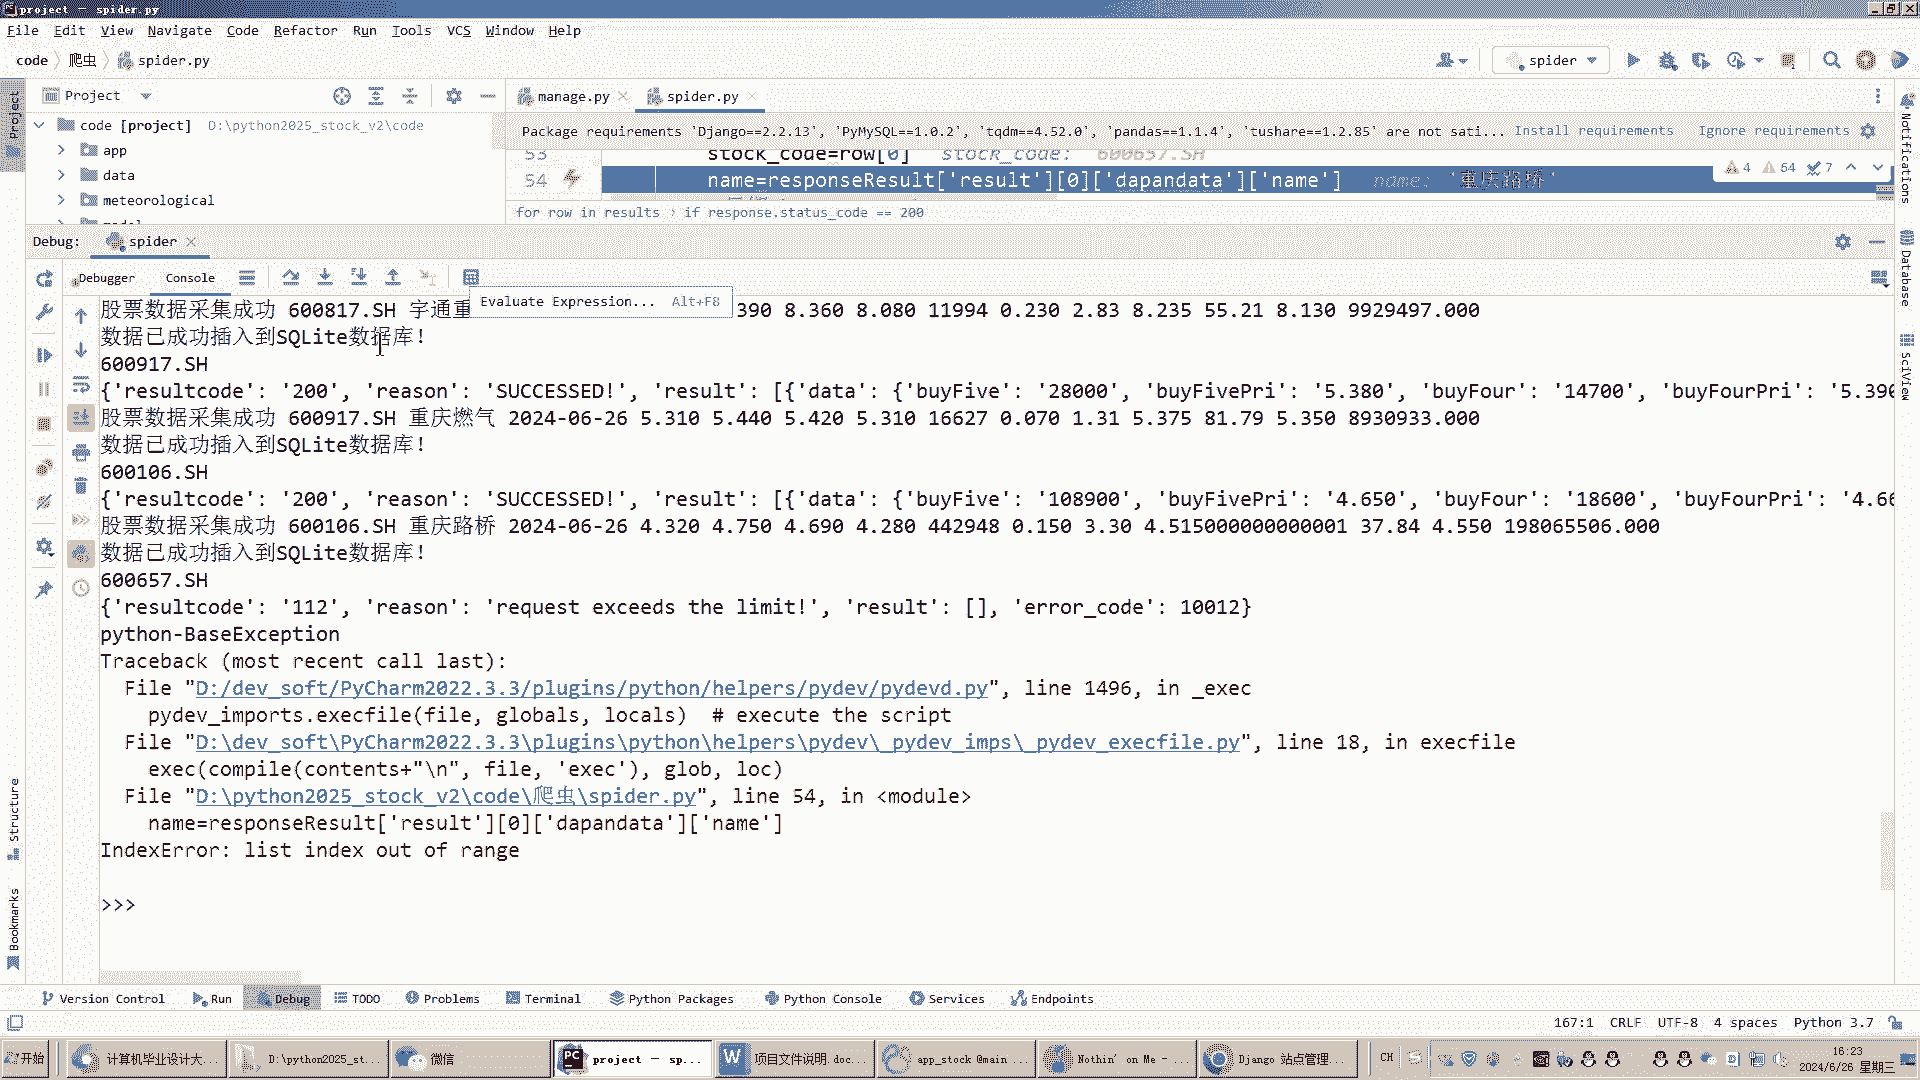 project – spider.py
File Edit View Navigate Code Refactor Run Tools VCS Window Help
code 爬虫 spider.py
spider
Project
manage.py
spider.py
code [project] D:\python2025_stock_v2\code
Package requirements 'Django==2.2.13', 'PyMySQL==1.0.2', 'tqdm==4.52.0', 'pandas==1.1.4', 'tushare==1.2.85' are not sati... Install requirements Ignore requirements
app
53 stock_code=row[0] stock_code: 600657.SH
data
54 name=responseResult['result'][0]['dapandata']['name'] name: '重庆路桥'
4 54 7
meteorological
for row in results › if response.status_code == 200
Debug: spider
Debugger Console
Evaluate Expression... Alt+F8
股票数据采集成功 600817.SH 宇通重 390 8.360 8.080 11994 0.230 2.83 8.235 55.21 8.130 9929497.000
数据已成功插入到SQLite数据库!
600917.SH
{'resultcode': '200', 'reason': 'SUCCESSED!', 'result': [{'data': {'buyFive': '28000', 'buyFivePri': '5.380', 'buyFour': '14700', 'buyFourPri': '5.390
股票数据采集成功 600917.SH 重庆燃气 2024-06-26 5.310 5.440 5.420 5.310 16627 0.070 1.31 5.375 81.79 5.350 8930933.000
数据已成功插入到SQLite数据库!
600106.SH
{'resultcode': '200', 'reason': 'SUCCESSED!', 'result': [{'data': {'buyFive': '108900', 'buyFivePri': '4.650', 'buyFour': '18600', 'buyFourPri': '4.66
股票数据采集成功 600106.SH 重庆路桥 2024-06-26 4.320 4.750 4.690 4.280 442948 0.150 3.30 4.515000000000001 37.84 4.550 198065506.000
数据已成功插入到SQLite数据库!
600657.SH
{'resultcode': '112', 'reason': 'request exceeds the limit!', 'result': [], 'error_code': 10012}
python-BaseException
Traceback (most recent call last):
File "D:/dev_soft/PyCharm2022.3.3/plugins/python/helpers/pydev/pydevd.py", line 1496, in _exec
pydev_imports.execfile(file, globals, locals)  # execute the script
File "D:\dev_soft\PyCharm2022.3.3\plugins\python\helpers\pydev\_pydev_imps\_pydev_execfile.py", line 18, in execfile
exec(compile(contents+"\n", file, 'exec'), glob, loc)
File "D:\python2025_stock_v2\code\爬虫\spider.py", line 54, in <module>
name=responseResult['result'][0]['dapandata']['name']
IndexError: list index out of range
>>>
Project
Structure
Bookmarks
Notifications
Database
SciView
Version Control Run Debug TODO Problems Terminal Python Packages Python Console Services Endpoints
167:1 CRLF UTF-8 4 spaces Python 3.7
开始 计算机毕业设计大... D:\python2025_st... 微信 project – sp... 项目文件说明.doc... app_stock @main ... Nothin' on Me - ... Django 站点管理... CH
16:23
2024/6/26 星期三